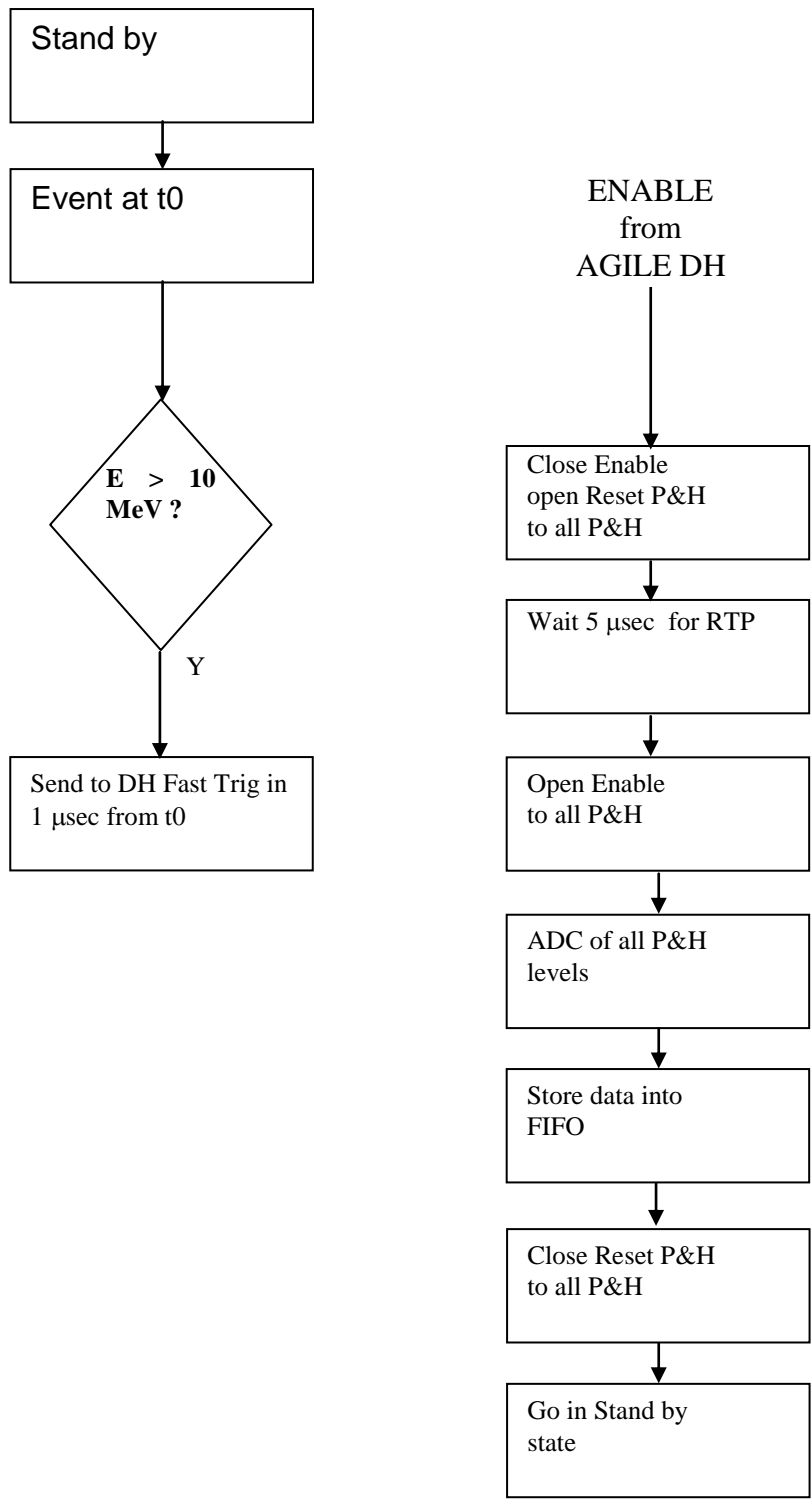 Stand by
Event at t0
E > 10
MeV ?
Y
Send to DH Fast Trig in
1 μsec from t0
ENABLE
from
AGILE DH
Close Enable
open Reset P&H
to all P&H
Wait 5 μsec for RTP
Open Enable
to all P&H
ADC of all P&H
levels
Store data into
FIFO
Close Reset P&H
to all P&H
Go in Stand by
state